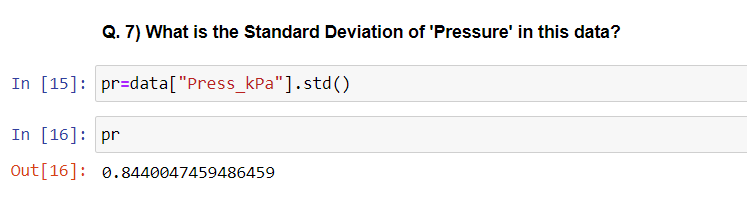 Q. 7) What is the Standard Deviation of 'Pressure' in this data?
In [15]: pr=data["Press_kPa"].std()
In [16]: pr
Out[16]: 0.8440047459486459